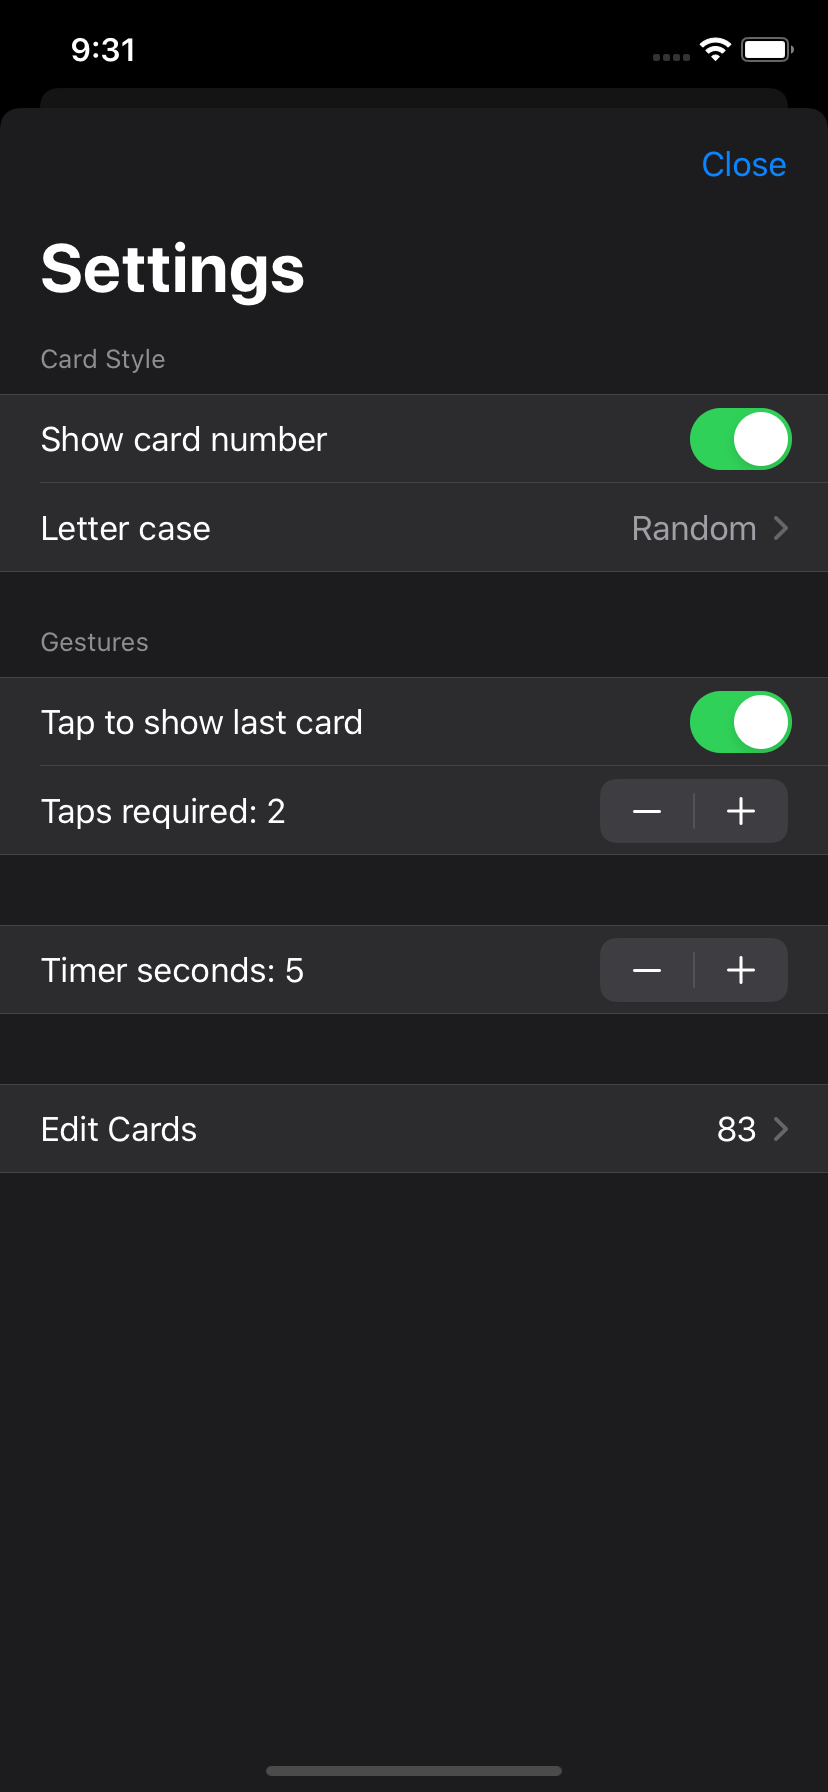 9:31
Close
Settings
Card Style
Show card number
Letter case Random
Gestures
Tap to show last card
Taps required: 2
Timer seconds: 5
Edit Cards 83